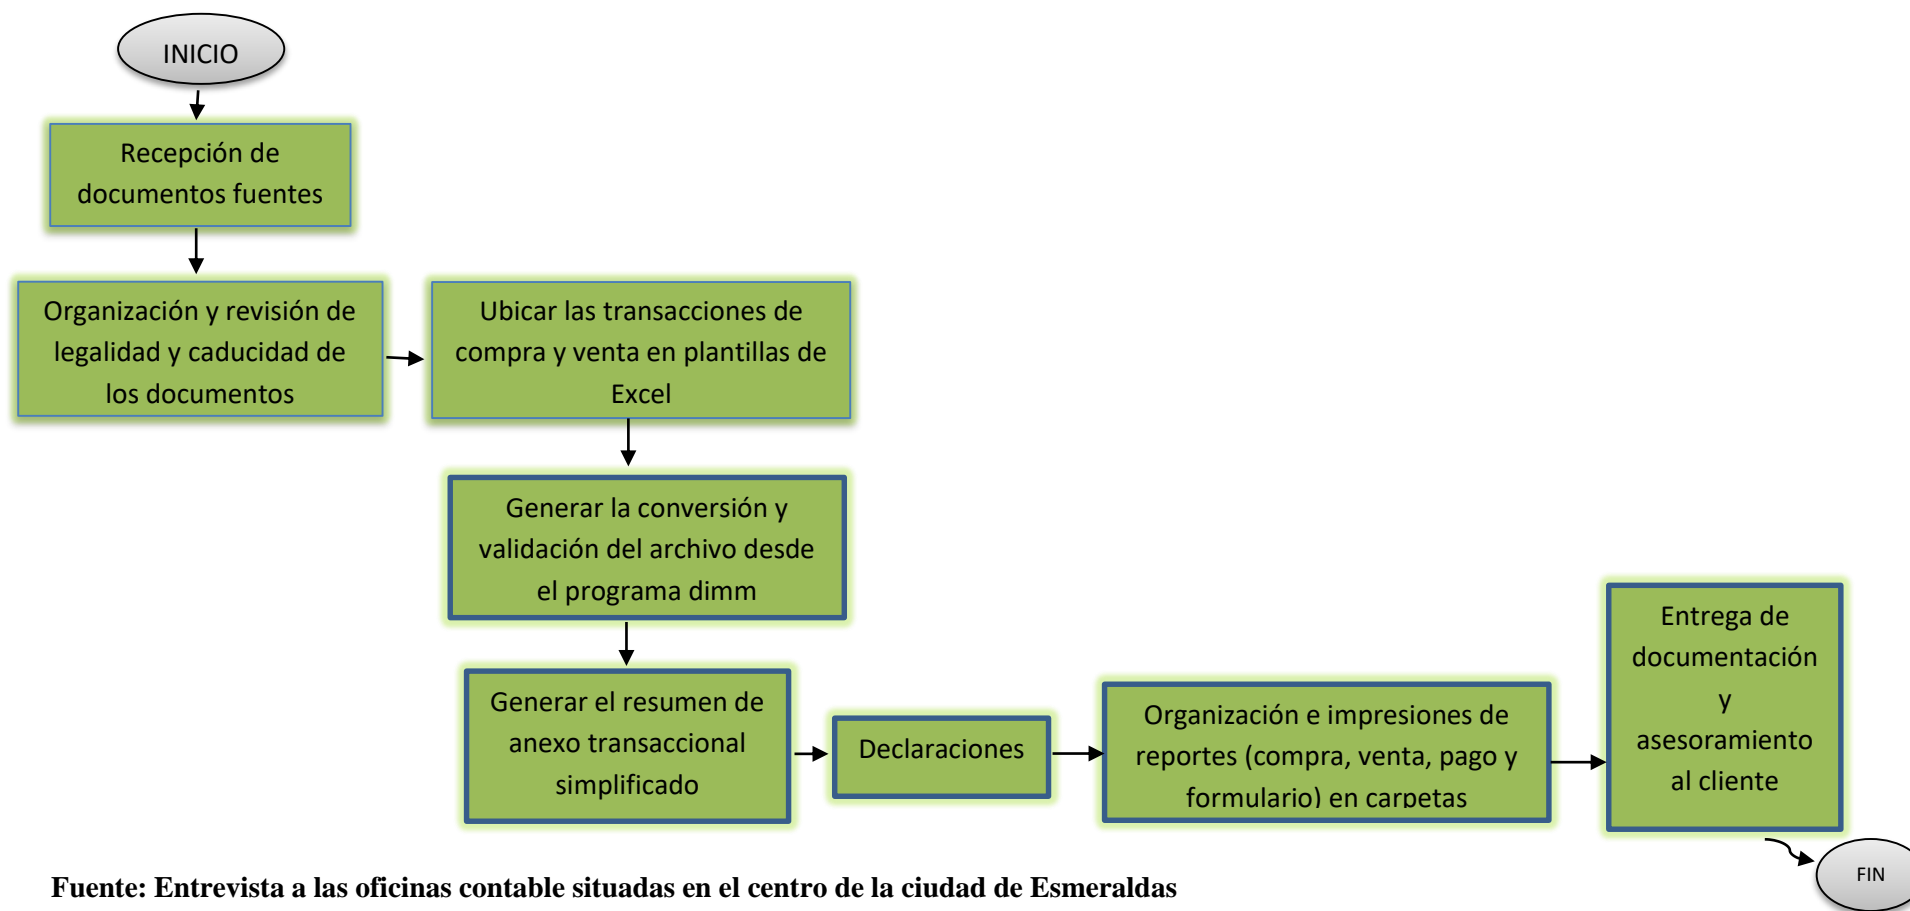 INICIO
Recepción de
documentos fuentes
Organización y revisión de
legalidad y caducidad de
los documentos
Ubicar las transacciones de
compra y venta en plantillas de
Excel
Generar la conversión y
validación del archivo desde
el programa dimm
Generar el resumen de
anexo transaccional
simplificado
Declaraciones
Organización e impresiones de
reportes (compra, venta, pago y
formulario) en carpetas
Entrega de
documentación
y
asesoramiento
al cliente
FIN
Fuente: Entrevista a las oficinas contable situadas en el centro de la ciudad de Esmeraldas